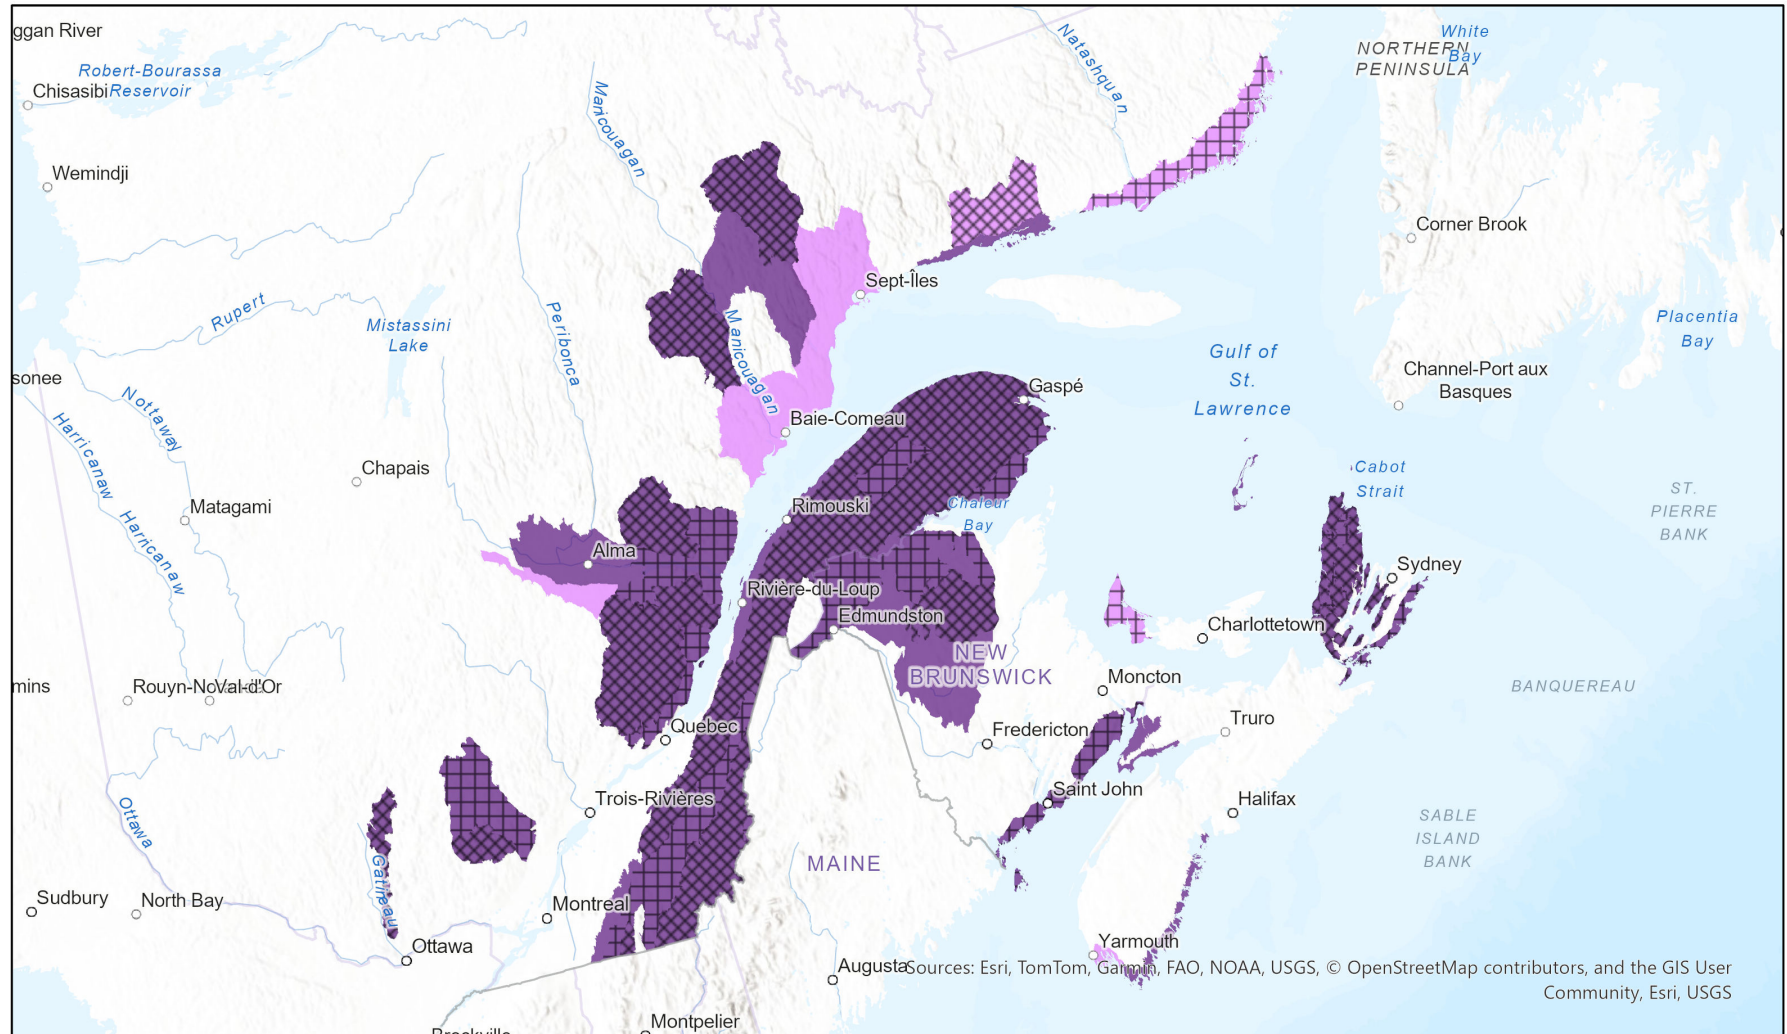 ggan River
Robert-Bourassa
Reservoir
Chisasibi
Wemindji
Manicouagan
Natashquan
NORTHERN
PENINSULA
White
Bay
Corner Brook
Placentia
Bay
Channel-Port aux
Basques
Sept-Îles
Rupert
Mistassini
Lake
Peribonca
Manicouagan
Gulf of
St.
Lawrence
sonee
Nottaway
Harricanaw
Harricanaw
Chapais
Matagami
Baie-Comeau
Gaspé
Rimouski
Chaleur
Bay
Cabot
Strait
ST.
PIERRE
BANK
Alma
Rivière-du-Loup
Edmundston
Sydney
Charlottetown
NEW
BRUNSWICK
Moncton
BANQUEREAU
mins
Rouyn-No
Val-d'Or
Quebec
Fredericton
Truro
Ottawa
Trois-Rivières
Saint John
Halifax
SABLE
ISLAND
BANK
MAINE
Gatineau
Sudbury
North Bay
Montreal
Ottawa
Yarmouth
Augusta
Montpelier
Sources: Esri, TomTom, Garmin, FAO, NOAA, USGS, © OpenStreetMap contributors, and the GIS User
Community, Esri, USGS